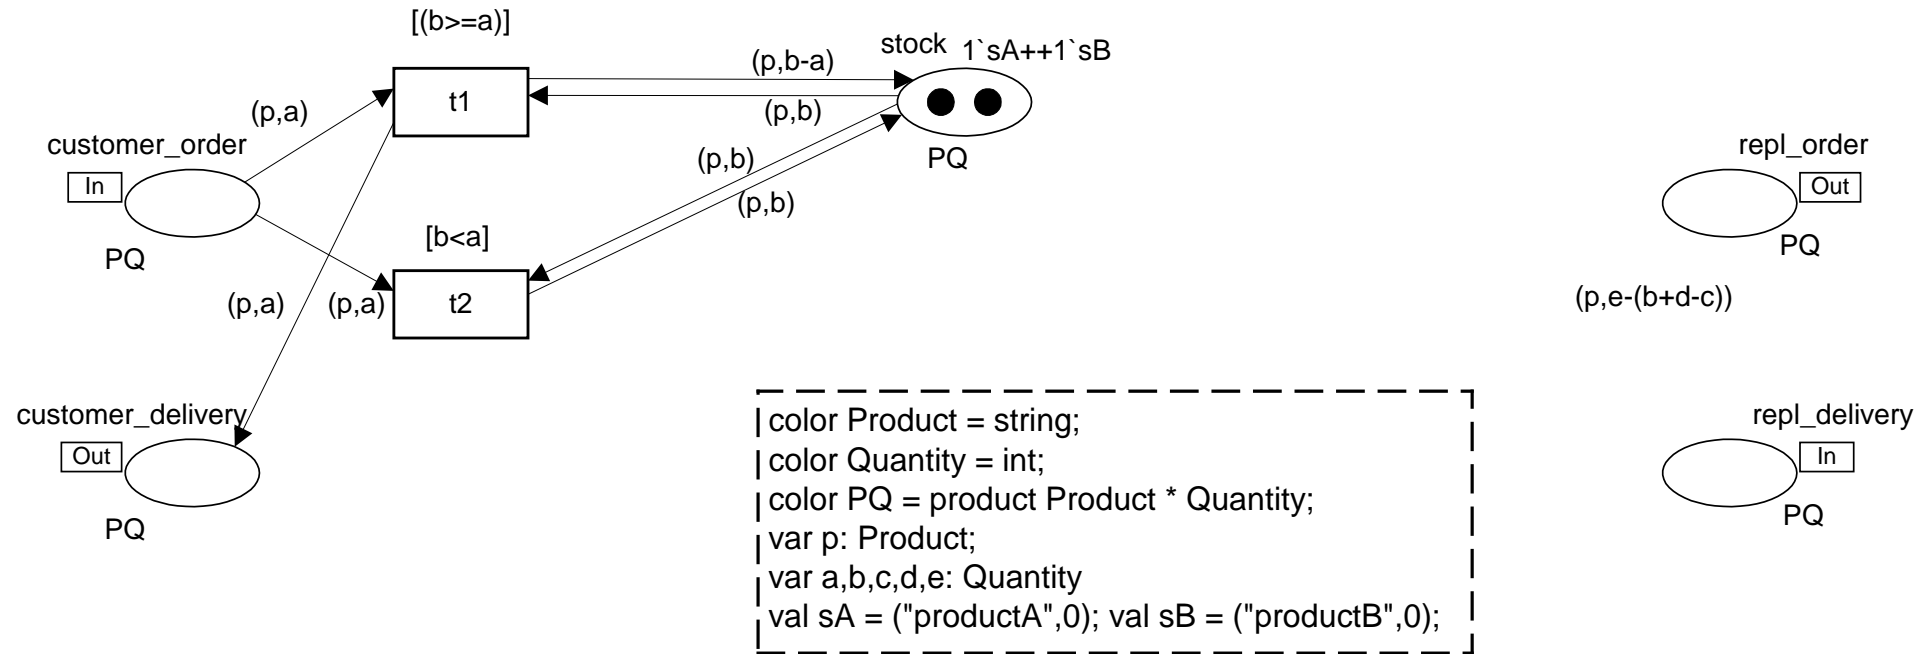 [(b>=a)]
stock
1`sA++1`sB
(p,b-a)
t1
(p,a)
(p,b)
customer_order
(p,b)
PQ
repl_order
In
Out
(p,b)
[b<a]
PQ
PQ
(p,a)
(p,a)
t2
(p,e-(b+d-c))
customer_delivery
color Product = string;
repl_delivery
Out
color Quantity = int;
In
color PQ = product Product * Quantity;
PQ
PQ
var p: Product;
var a,b,c,d,e: Quantity
val sA = ("productA",0); val sB = ("productB",0);